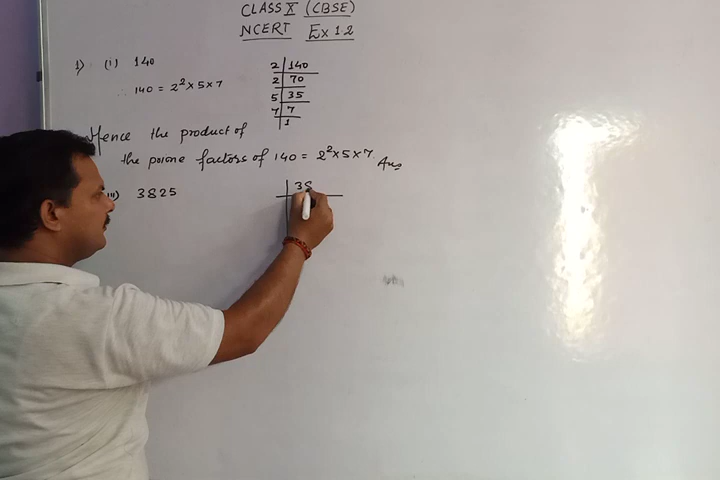 CLASS X (CBSE)
NCERT Ex 1.2
1) (i) 140
∴ 140 = 2² × 5 × 7
2 | 140
2 | 70
5 | 35
7 | 7
1
Hence the product of
the prime factors of 140 = 2² × 5 × 7 Ans
(iii) 3825
38